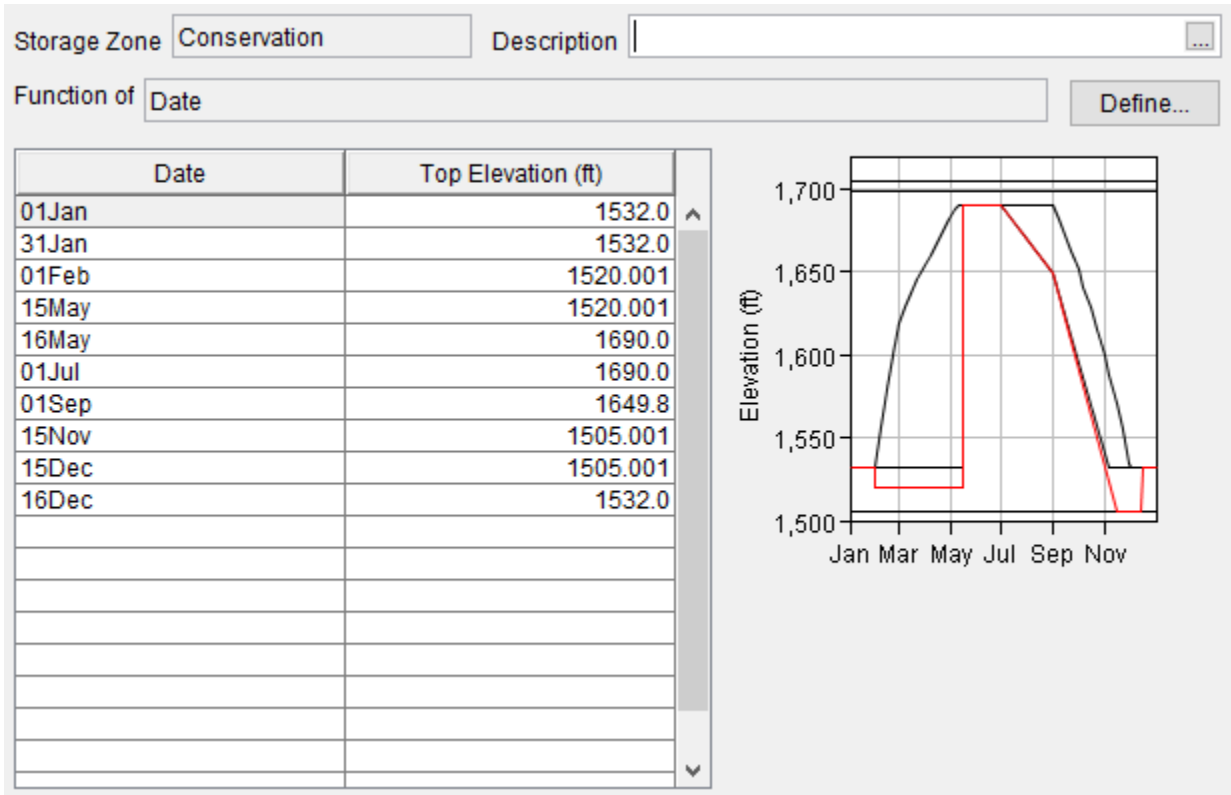 Storage Zone Conservation Description ...
Function of Date Define...
Date Top Elevation (ft)
01Jan 1532.0
31Jan 1532.0
01Feb 1520.001
15May 1520.001
16May 1690.0
01Jul 1690.0
01Sep 1649.8
15Nov 1505.001
15Dec 1505.001
16Dec 1532.0
Elevation (ft)
1,700
1,650
1,600
1,550
1,500
Jan Mar May Jul Sep Nov